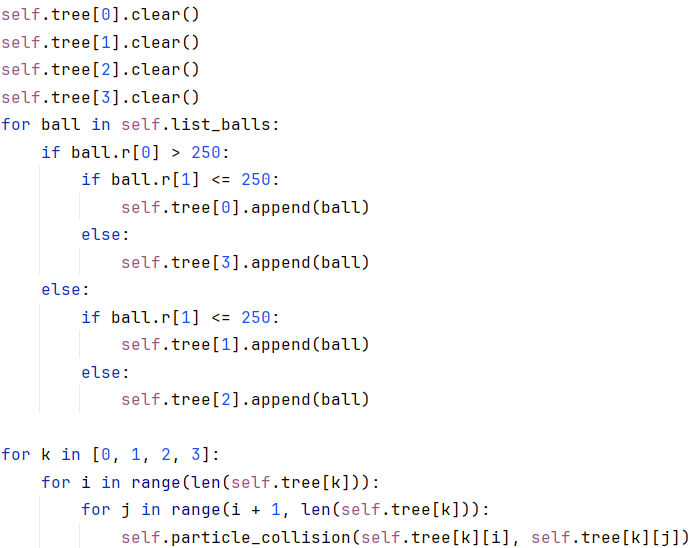 self.tree[0].clear()
self.tree[1].clear()
self.tree[2].clear()
self.tree[3].clear()
for ball in self.list_balls:
    if ball.r[0] > 250:
        if ball.r[1] <= 250:
            self.tree[0].append(ball)
        else:
            self.tree[3].append(ball)
    else:
        if ball.r[1] <= 250:
            self.tree[1].append(ball)
        else:
            self.tree[2].append(ball)

for k in [0, 1, 2, 3]:
    for i in range(len(self.tree[k])):
        for j in range(i + 1, len(self.tree[k])):
            self.particle_collision(self.tree[k][i], self.tree[k][j])